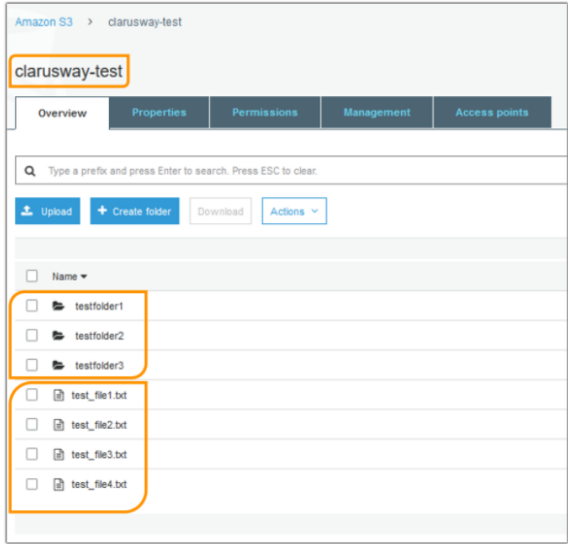 Amazon S3 > clarusway-test
clarusway-test
Overview Properties Permissions Management Access points
Type a prefix and press Enter to search. Press ESC to clear.
Upload + Create folder Download Actions
Name
testfolder1
testfolder2
testfolder3
test_file1.txt
test_file2.txt
test_file3.txt
test_file4.txt